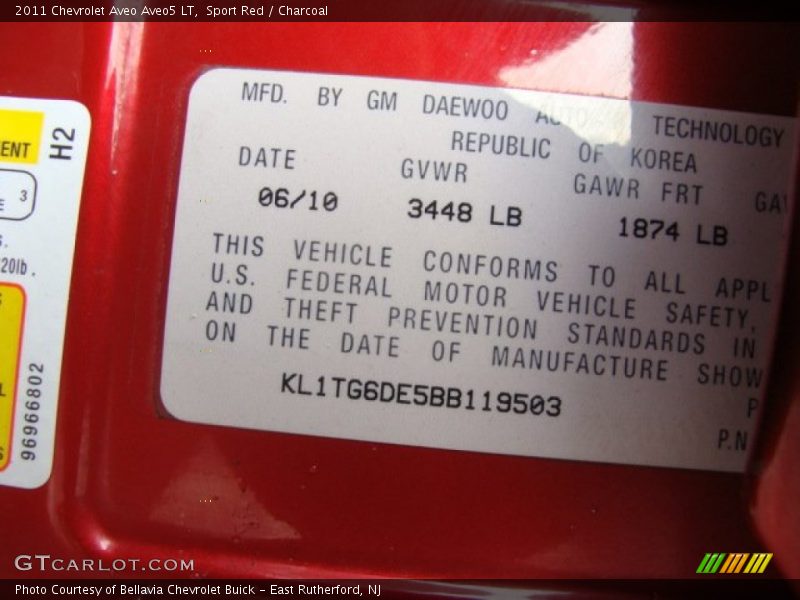 2011 Chevrolet Aveo Aveo5 LT, Sport Red / Charcoal
MFD. BY GM DAEWOO TECHNOLOGY
REPUBLIC OF KOREA
DATE GVWR GAWR FRT
06/10 3448 LB 1874 LB
THIS VEHICLE CONFORMS TO ALL APPL
U.S. FEDERAL MOTOR VEHICLE SAFETY,
AND THEFT PREVENTION STANDARDS IN
ON THE DATE OF MANUFACTURE SHOW
KL1TG6DE5BB119503
P
P.N
ENT
H2
3
E
20lb.
96966802
GTCARLOT.COM
Photo Courtesy of Bellavia Chevrolet Buick - East Rutherford, NJ